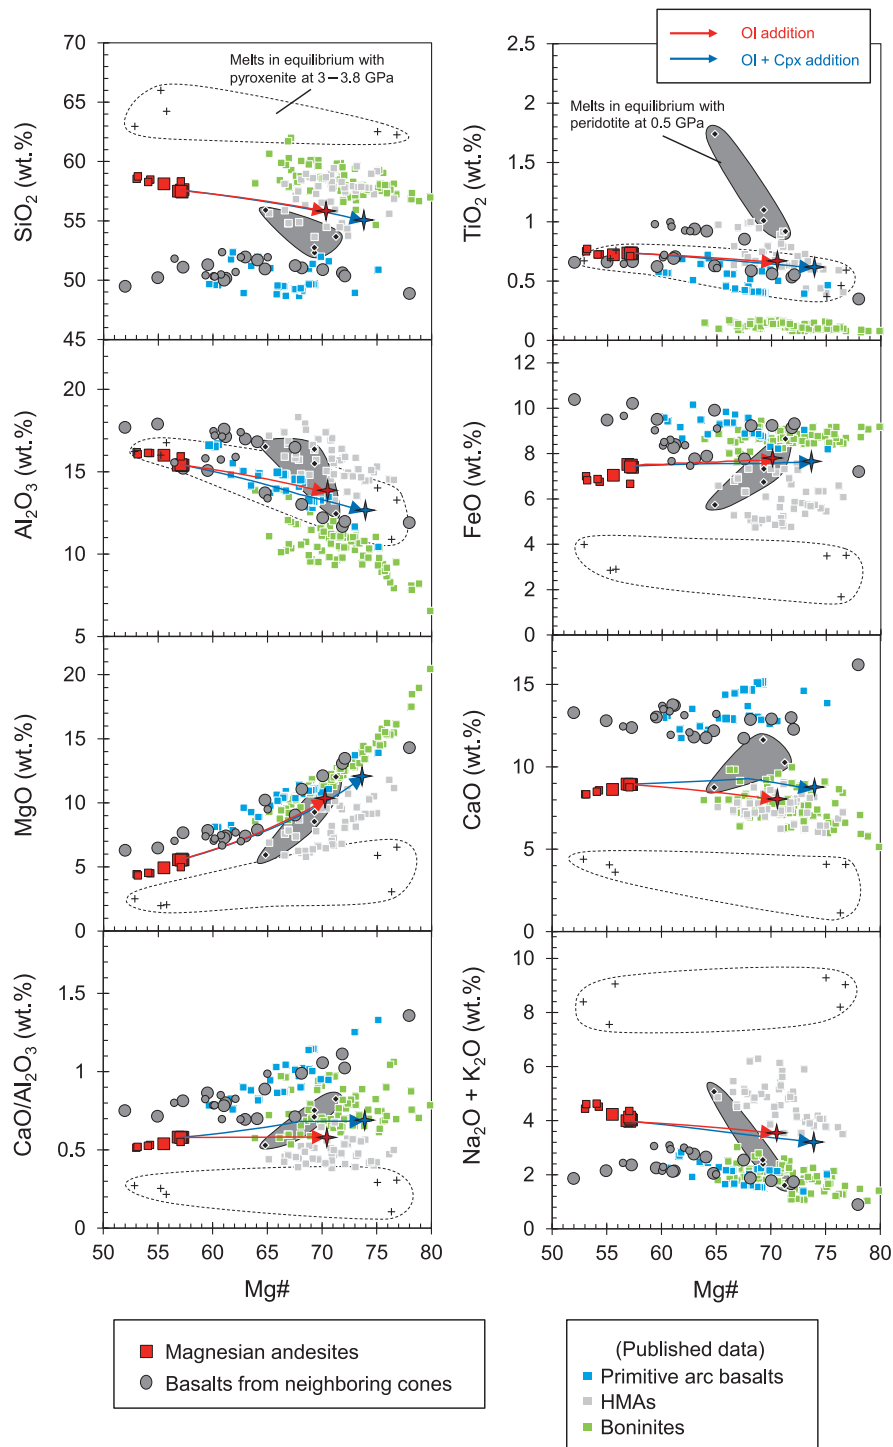 Ol addition
Ol + Cpx addition
70
65
60
55
50
45
SiO2 (wt.%)
Melts in equilibrium with
pyroxenite at 3−3.8 GPa
2.5
2
1.5
1
0.5
0
TiO2 (wt.%)
Melts in equilibrium with
peridotite at 0.5 GPa
20
15
10
5
Al2O3 (wt.%)
12
10
8
6
4
2
0
FeO (wt.%)
20
15
10
5
0
MgO (wt.%)
15
10
5
0
CaO (wt.%)
1.5
1
0.5
0
CaO/Al2O3 (wt.%)
10
8
6
4
2
0
Na2O + K2O (wt.%)
50 55 60 65 70 75 80
Mg#
50 55 60 65 70 75 80
Mg#
Magnesian andesites
Basalts from neighboring cones
(Published data)
Primitive arc basalts
HMAs
Boninites